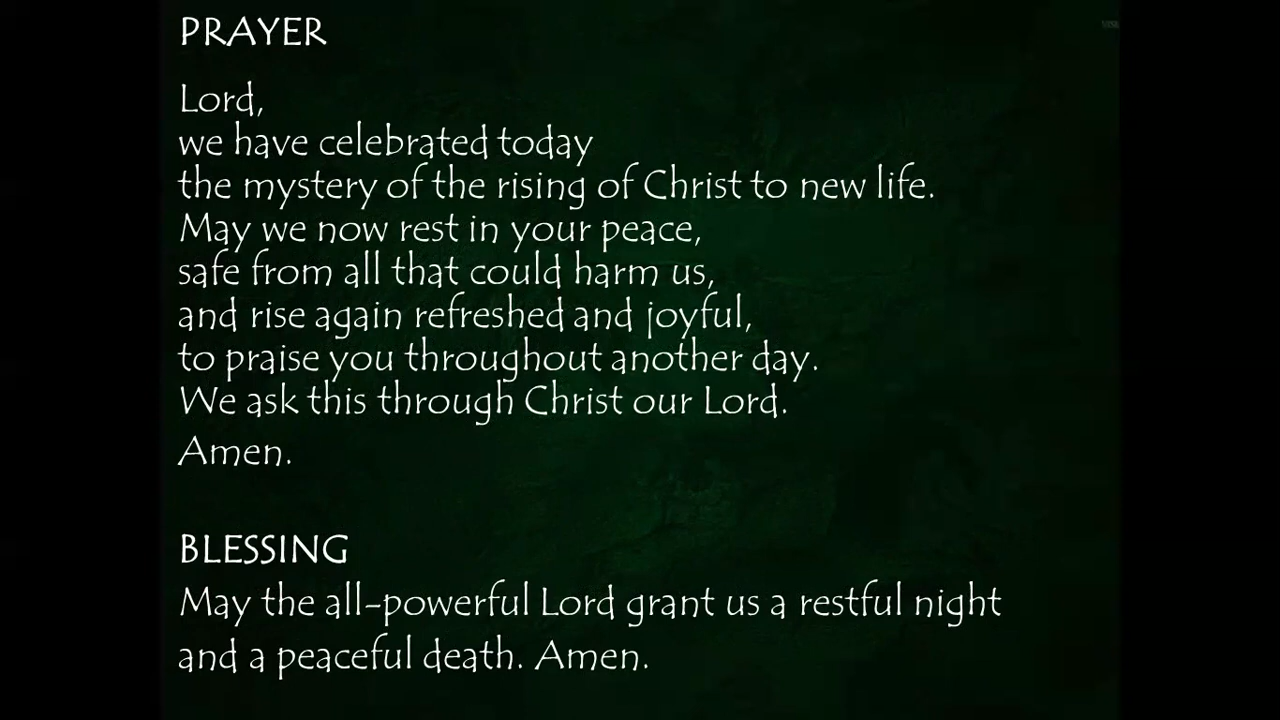 PRAYER
Lord,
we have celebrated today
the mystery of the rising of Christ to new life.
May we now rest in your peace,
safe from all that could harm us,
and rise again refreshed and joyful,
to praise you throughout another day.
We ask this through Christ our Lord.
Amen.
BLESSING
May the all-powerful Lord grant us a restful night
and a peaceful death. Amen.